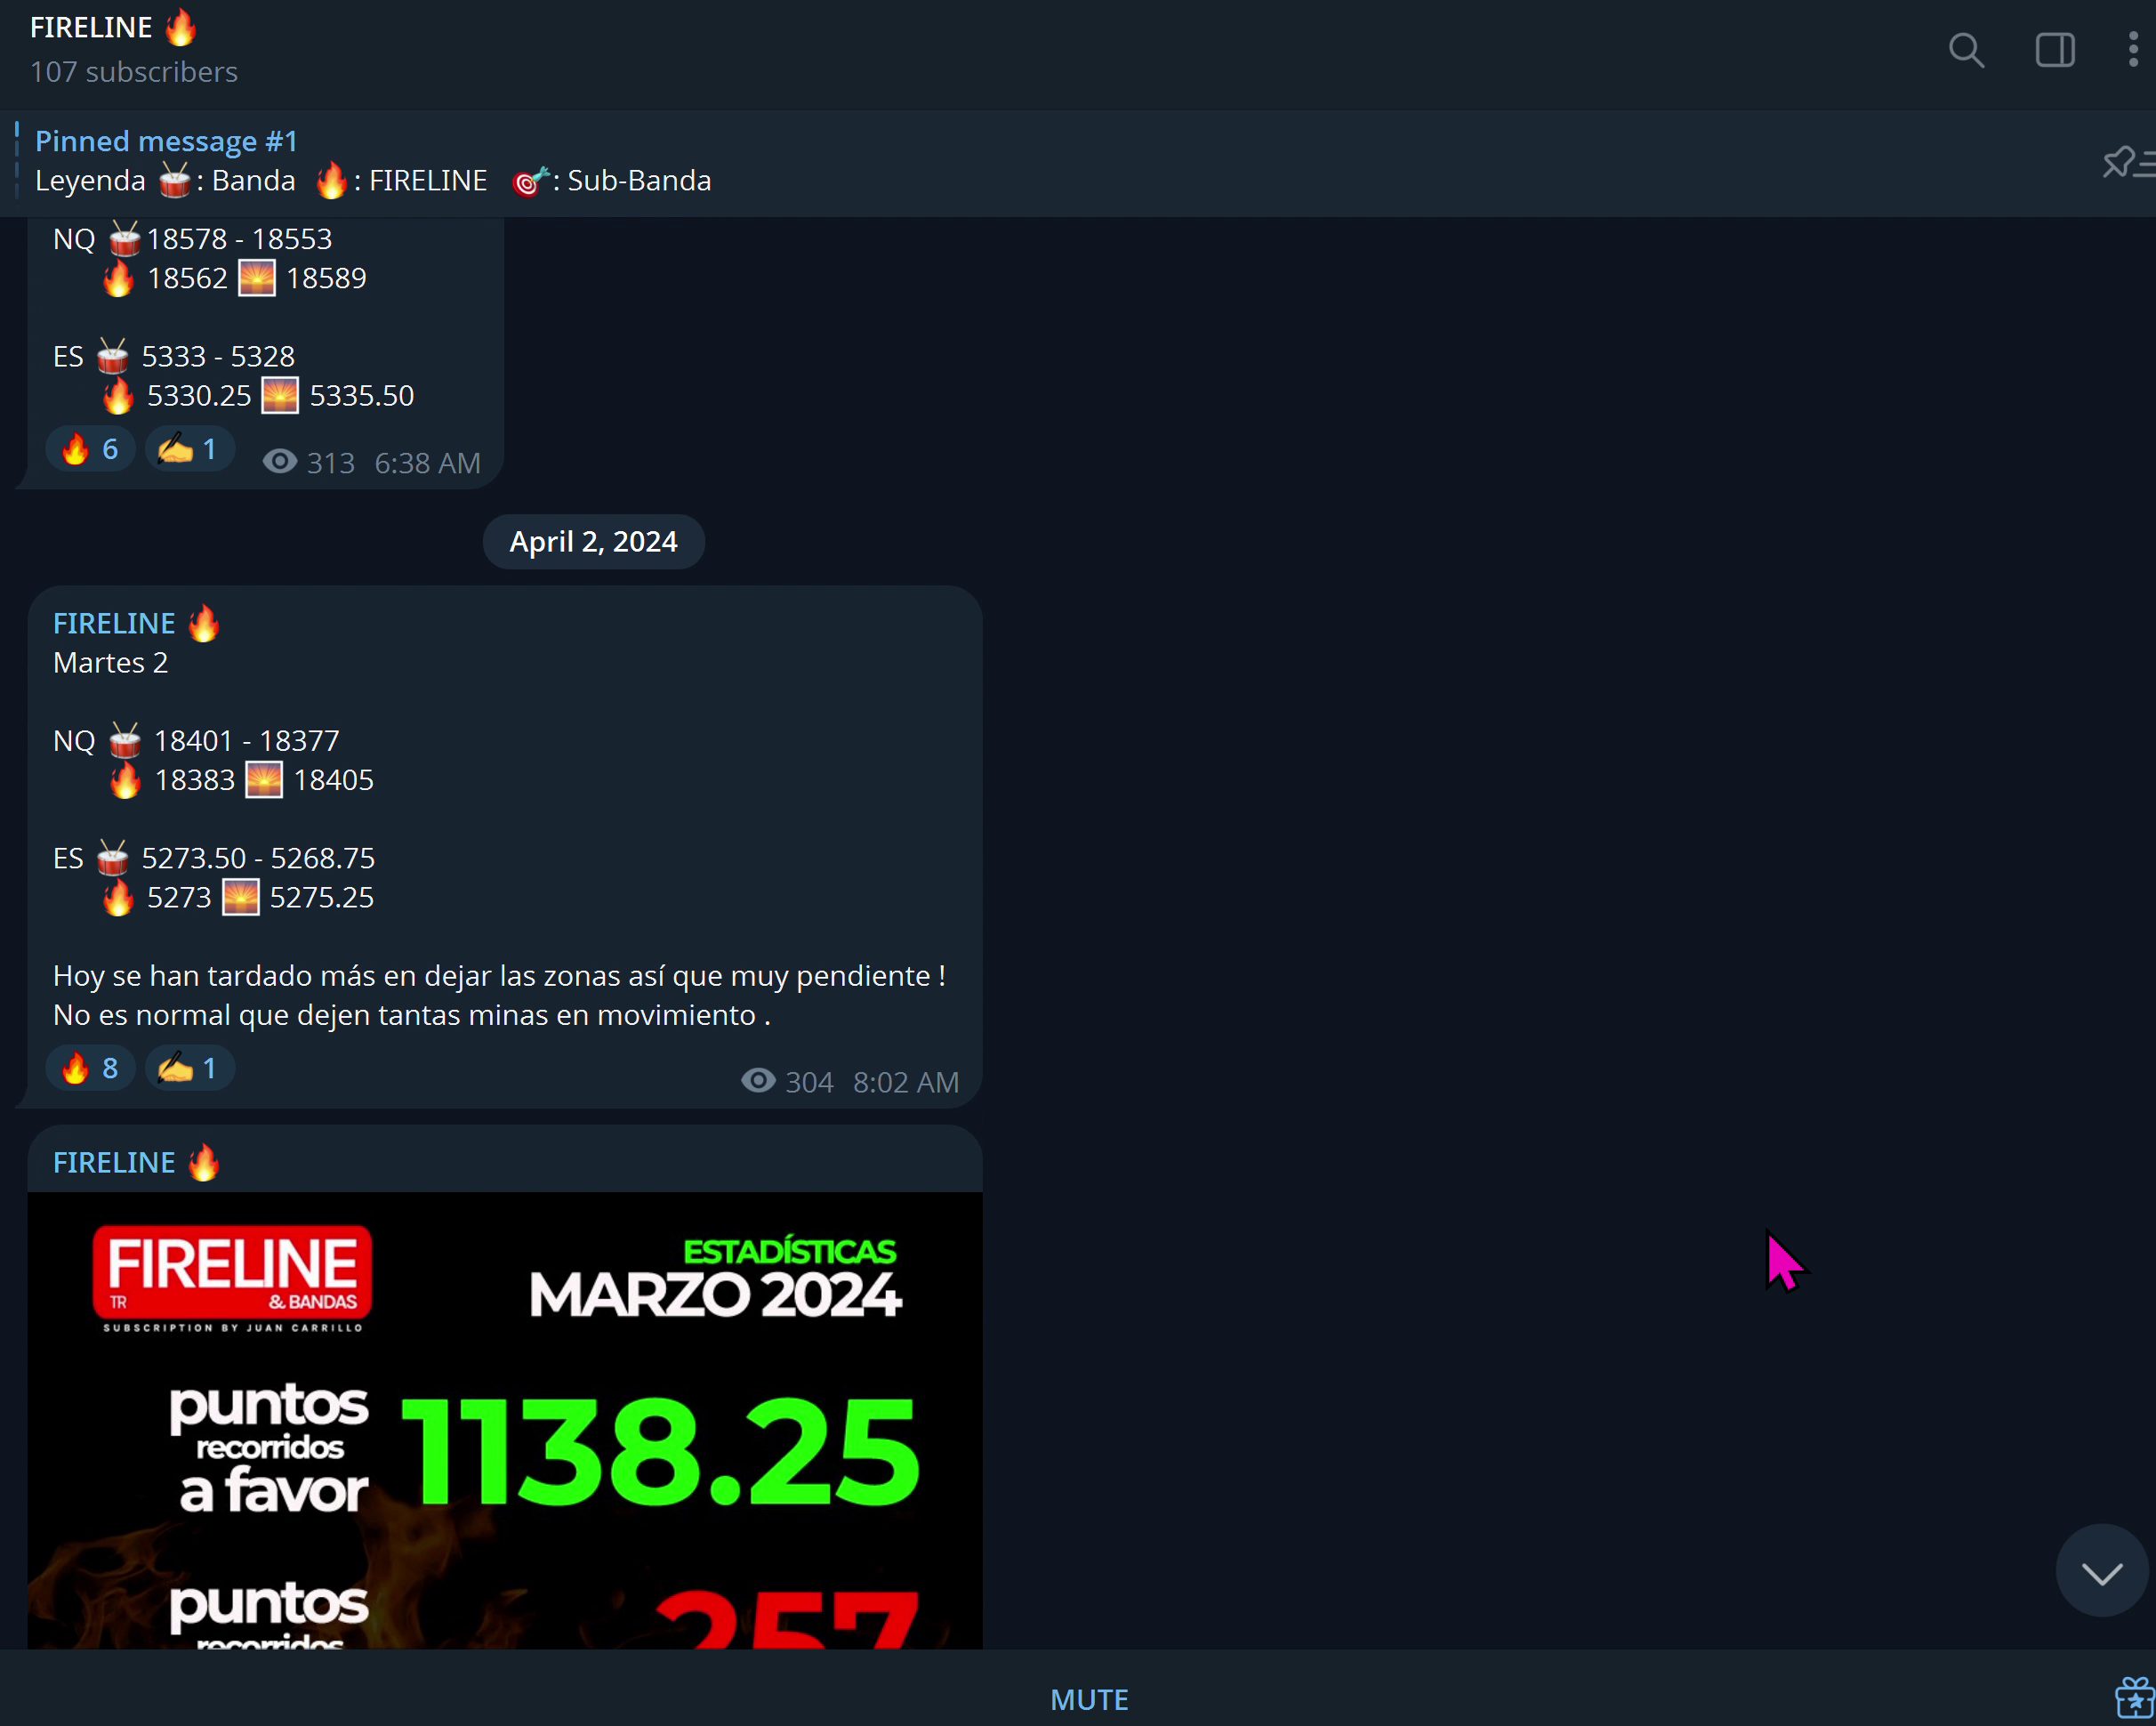 FIRELINE 🔥
107 subscribers
Pinned message #1
Leyenda 🥁: Banda 🔥: FIRELINE 🎯: Sub-Banda
NQ 🥁18578 - 18553
🔥 18562 🌅 18589
ES 🥁 5333 - 5328
🔥 5330.25 🌅 5335.50
🔥 6 ✍ 1 313 6:38 AM
April 2, 2024
FIRELINE 🔥
Martes 2
NQ 🥁 18401 - 18377
🔥 18383 🌅 18405
ES 🥁 5273.50 - 5268.75
🔥 5273 🌅 5275.25
Hoy se han tardado más en dejar las zonas así que muy pendiente !
No es normal que dejen tantas minas en movimiento .
🔥 8 ✍ 1 304 8:02 AM
FIRELINE 🔥
FIRELINE
TR & BANDAS
SUBSCRIPTION BY JUAN CARRILLO
ESTADÍSTICAS
MARZO 2024
puntos
recorridos
a favor
1138.25
puntos
recorridos
257
MUTE